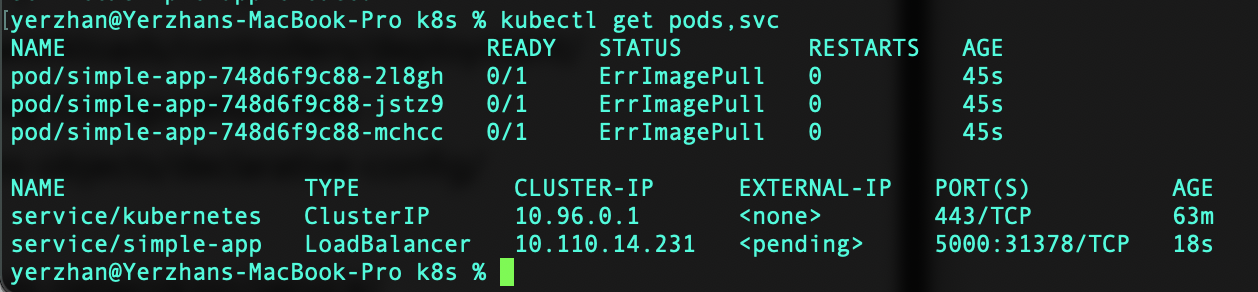 [yerzhan@Yerzhans-MacBook-Pro k8s % kubectl get pods,svc
NAME READY STATUS RESTARTS AGE
pod/simple-app-748d6f9c88-2l8gh 0/1 ErrImagePull 0 45s
pod/simple-app-748d6f9c88-jstz9 0/1 ErrImagePull 0 45s
pod/simple-app-748d6f9c88-mchcc 0/1 ErrImagePull 0 45s
NAME TYPE CLUSTER-IP EXTERNAL-IP PORT(S) AGE
service/kubernetes ClusterIP 10.96.0.1 <none> 443/TCP 63m
service/simple-app LoadBalancer 10.110.14.231 <pending> 5000:31378/TCP 18s
yerzhan@Yerzhans-MacBook-Pro k8s %